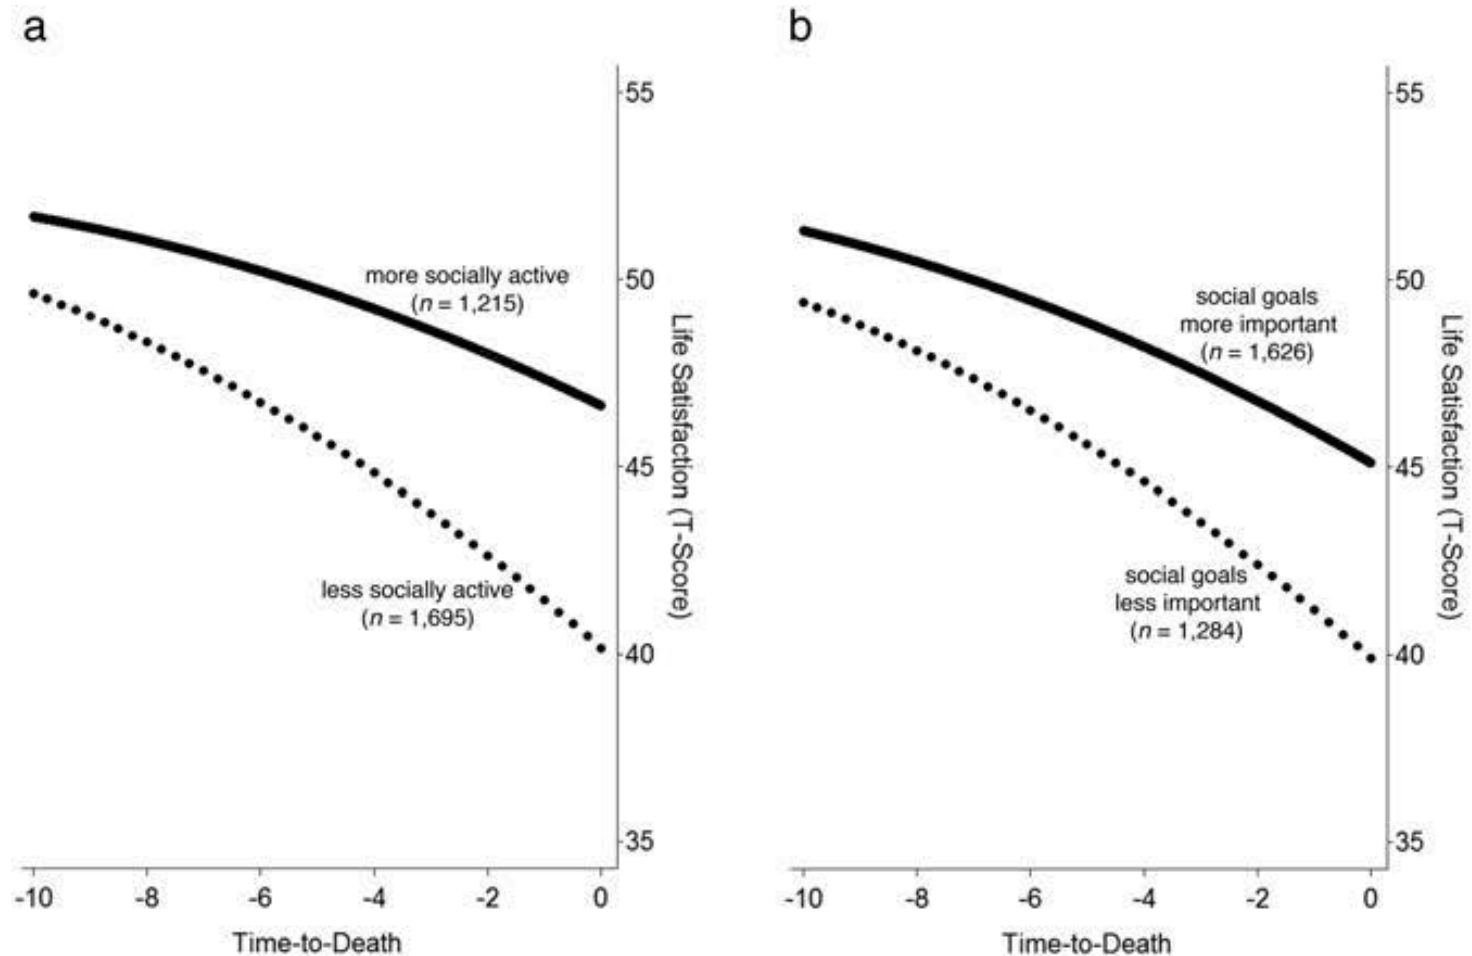 a
55
50
45
40
35
more socially active
(n = 1,215)
less socially active
(n = 1,695)
Life Satisfaction (T-Score)
-10 -8 -6 -4 -2 0
Time-to-Death
b
55
50
45
40
35
social goals
more important
(n = 1,626)
social goals
less important
(n = 1,284)
Life Satisfaction (T-Score)
-10 -8 -6 -4 -2 0
Time-to-Death